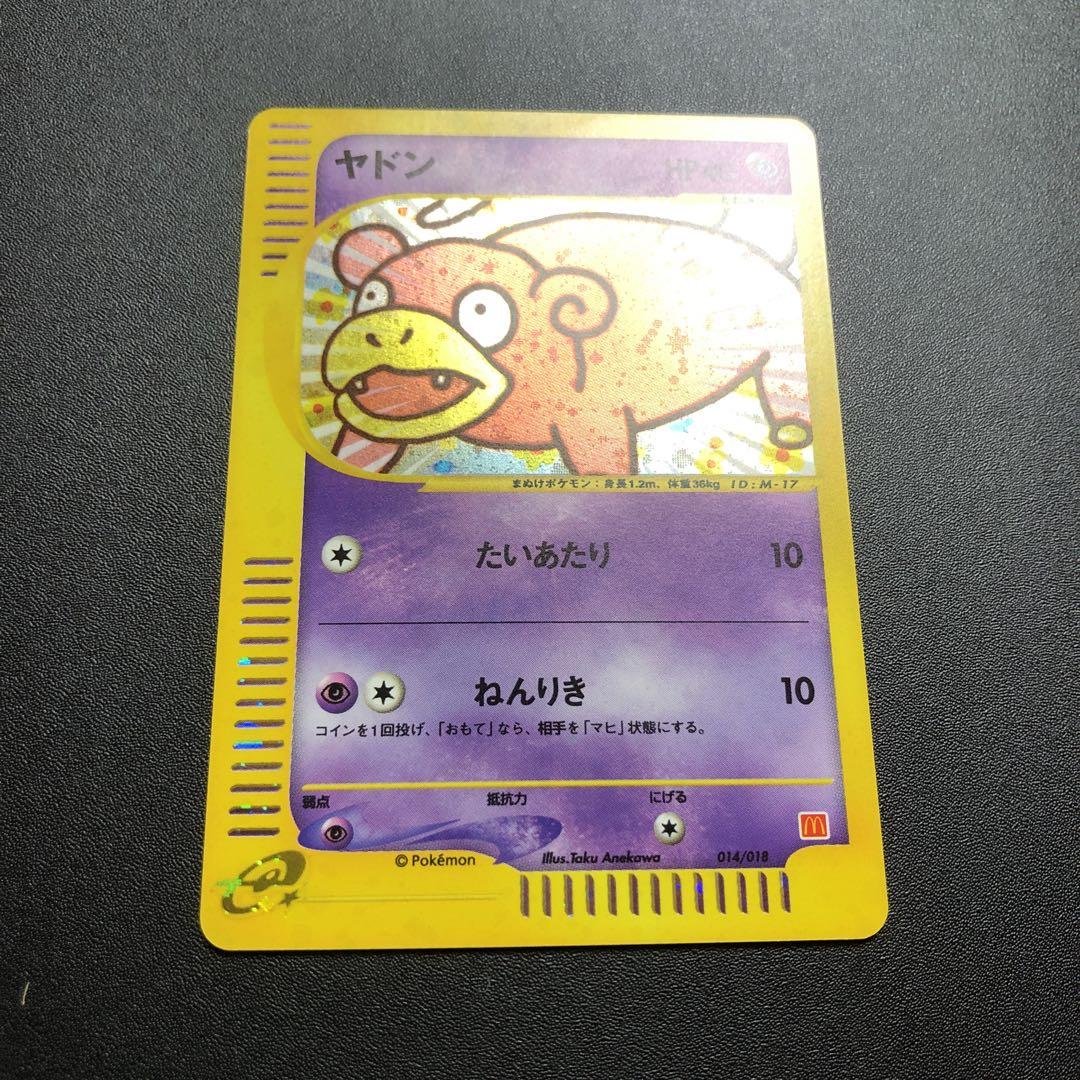 ヤドン
まぬけポケモン：身長1.2m、体重36kg ID:M-17
たいあたり 10
ねんりき 10
コインを1回投げ、「おもて」なら、相手を「マヒ」状態にする。
弱点 抵抗力 にげる
© Pokémon Illus.Taku Anekawa 014/018